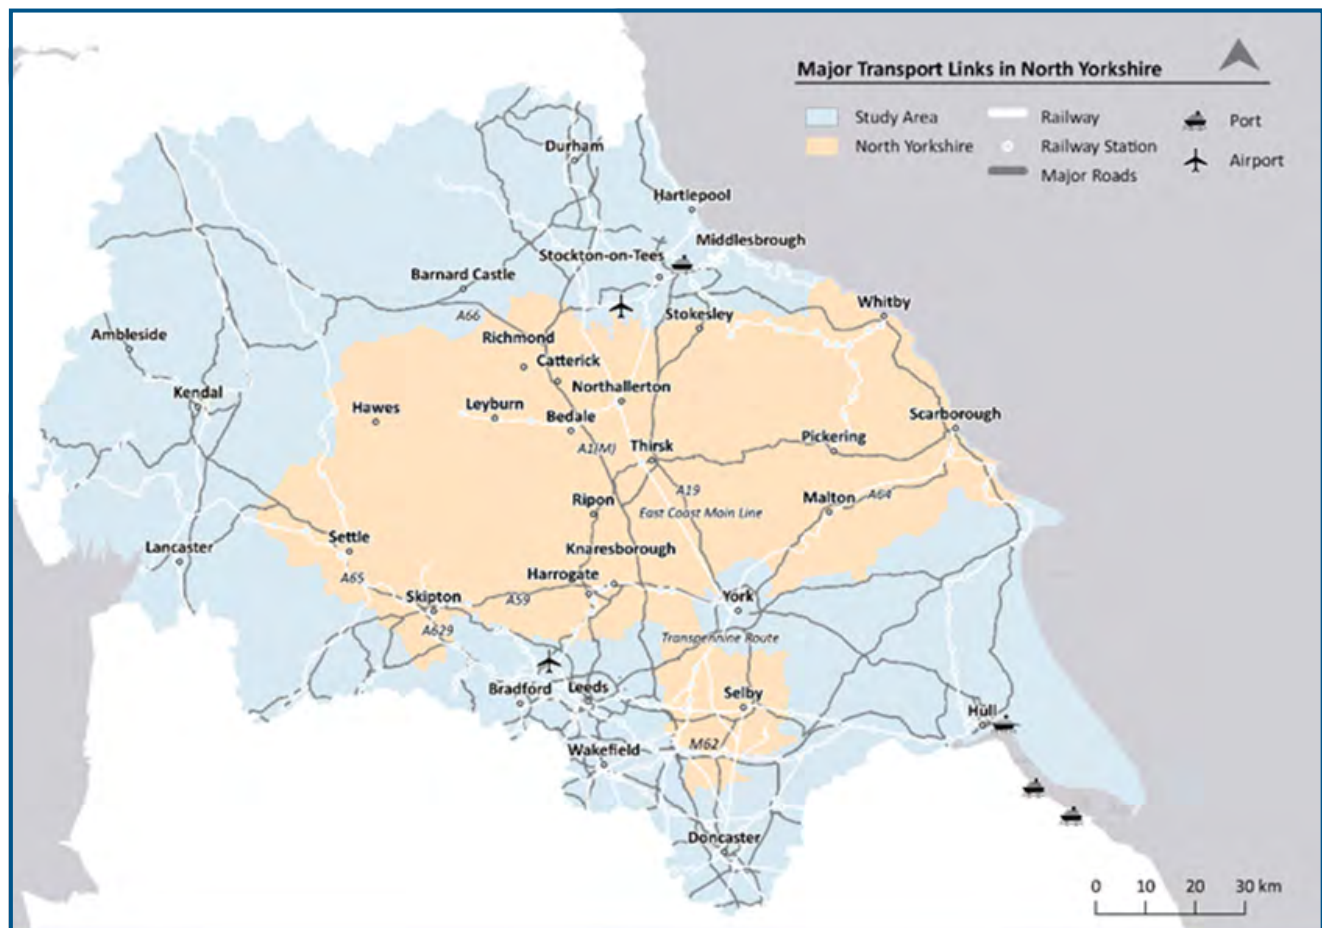 Major Transport Links in North Yorkshire
Study Area
North Yorkshire
Railway
Railway Station
Major Roads
Port
Airport
Durham
Hartlepool
Middlesbrough
Stockton-on-Tees
Barnard Castle
A66
Stokesley
Whitby
Ambleside
Richmond
Catterick
Kendal
Northallerton
Hawes
Leyburn
Bedale
Scarborough
A1(M)
Thirsk
Pickering
A19
Ripon
East Coast Main Line
Malton
A64
Settle
Lancaster
Knaresborough
A65
Harrogate
Skipton
A59
York
A629
Transpennine Route
Bradford
Leeds
Selby
Hull
Wakefield
M62
Doncaster
0 10 20 30 km